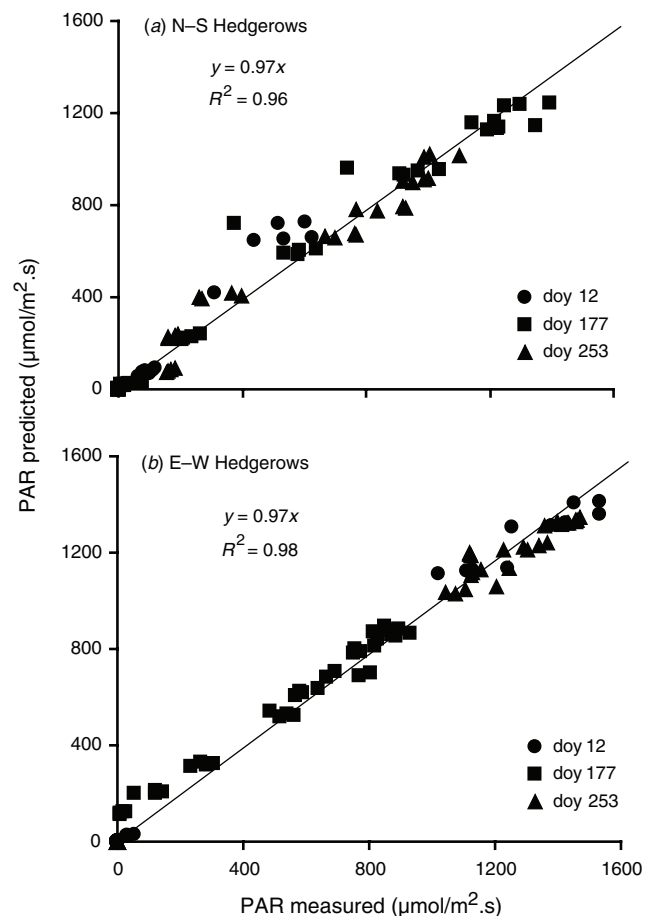 1600
(a) N–S Hedgerows
y = 0.97x
R² = 0.96
1200
800
400
0
doy 12
doy 177
doy 253
PAR predicted (µmol/m².s)
1600
(b) E–W Hedgerows
y = 0.97x
R² = 0.98
1200
800
400
0
doy 12
doy 177
doy 253
0 400 800 1200 1600
PAR measured (µmol/m².s)